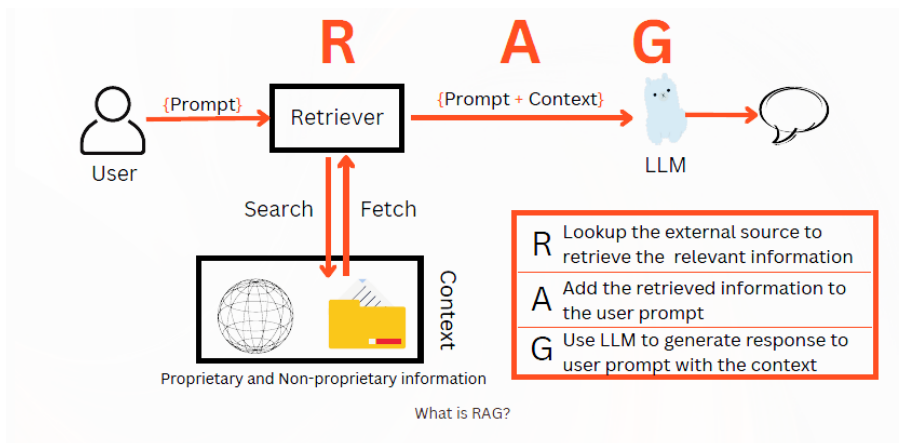 R A G
{Prompt}
Retriever
{Prompt + Context}
User
LLM
Search
Fetch
Context
Proprietary and Non-proprietary information
R
Lookup the external source to
retrieve the relevant information
A
Add the retrieved information to
the user prompt
G
Use LLM to generate response to
user prompt with the context
What is RAG?